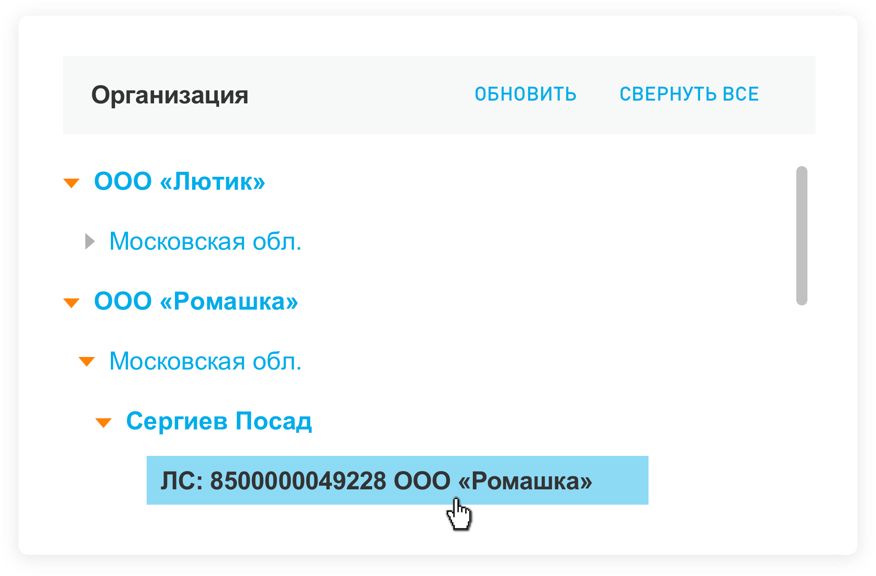 Организация ОБНОВИТЬ СВЕРНУТЬ ВСЕ
ООО «Лютик»
Московская обл.
ООО «Ромашка»
Московская обл.
Сергиев Посад
ЛС: 8500000049228 ООО «Ромашка»